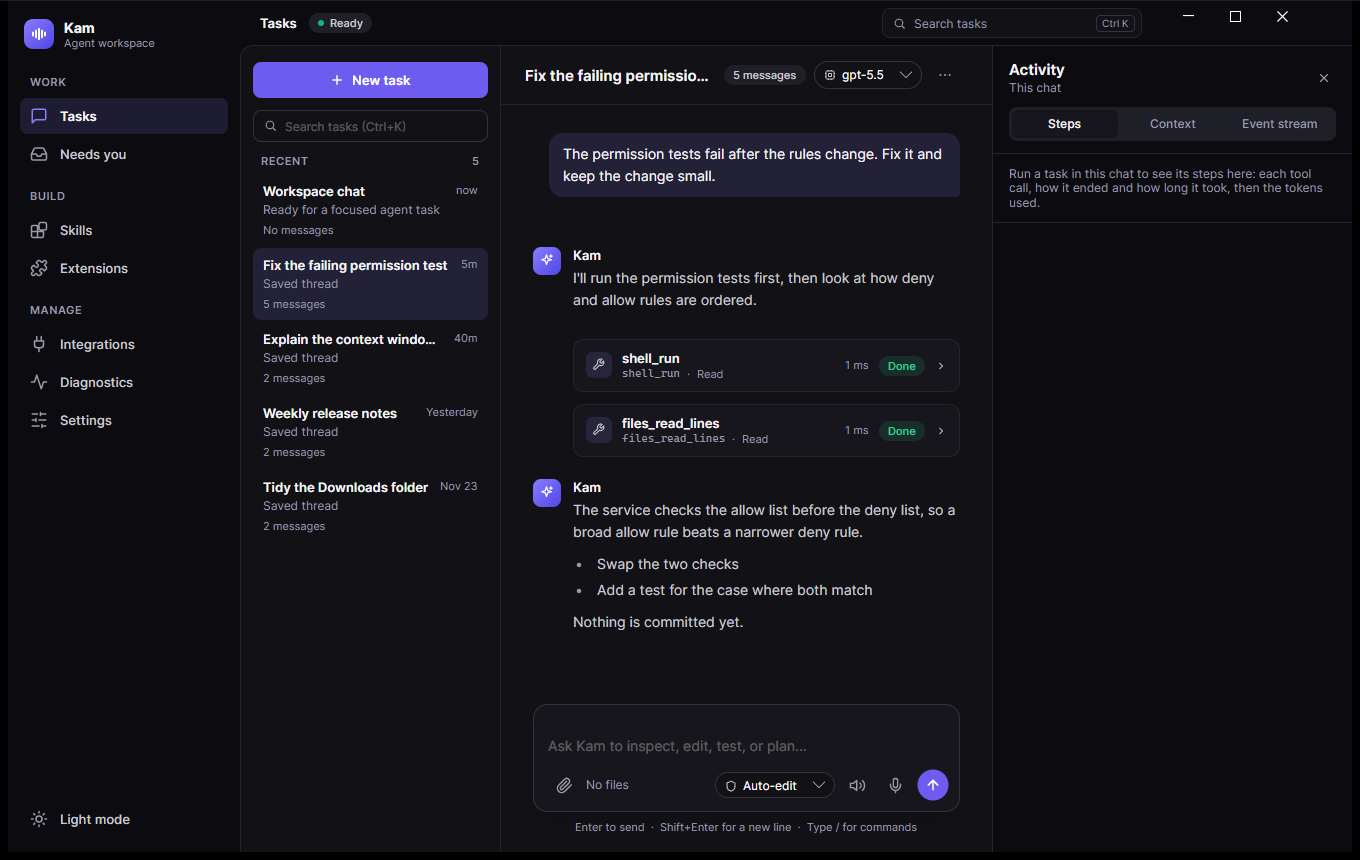 Kam
Agent workspace
WORK
Tasks
Needs you
BUILD
Skills
Extensions
MANAGE
Integrations
Diagnostics
Settings
Light mode
Tasks
Ready
Search tasks
Ctrl K
New task
Search tasks (Ctrl+K)
RECENT 5
Workspace chat now
Ready for a focused agent task
No messages
Fix the failing permission test 5m
Saved thread
5 messages
Explain the context windo... 40m
Saved thread
2 messages
Weekly release notes Yesterday
Saved thread
2 messages
Tidy the Downloads folder Nov 23
Saved thread
2 messages
Fix the failing permissio... 5 messages gpt-5.5
The permission tests fail after the rules change. Fix it and
keep the change small.
Kam
I'll run the permission tests first, then look at how deny
and allow rules are ordered.
shell_run
shell_run · Read
1 ms Done
files_read_lines
files_read_lines · Read
1 ms Done
Kam
The service checks the allow list before the deny list, so a
broad allow rule beats a narrower deny rule.
• Swap the two checks
• Add a test for the case where both match
Nothing is committed yet.
Ask Kam to inspect, edit, test, or plan...
No files
Auto-edit
Enter to send · Shift+Enter for a new line · Type / for commands
Activity
This chat
Steps Context Event stream
Run a task in this chat to see its steps here: each tool
call, how it ended and how long it took, then the tokens
used.